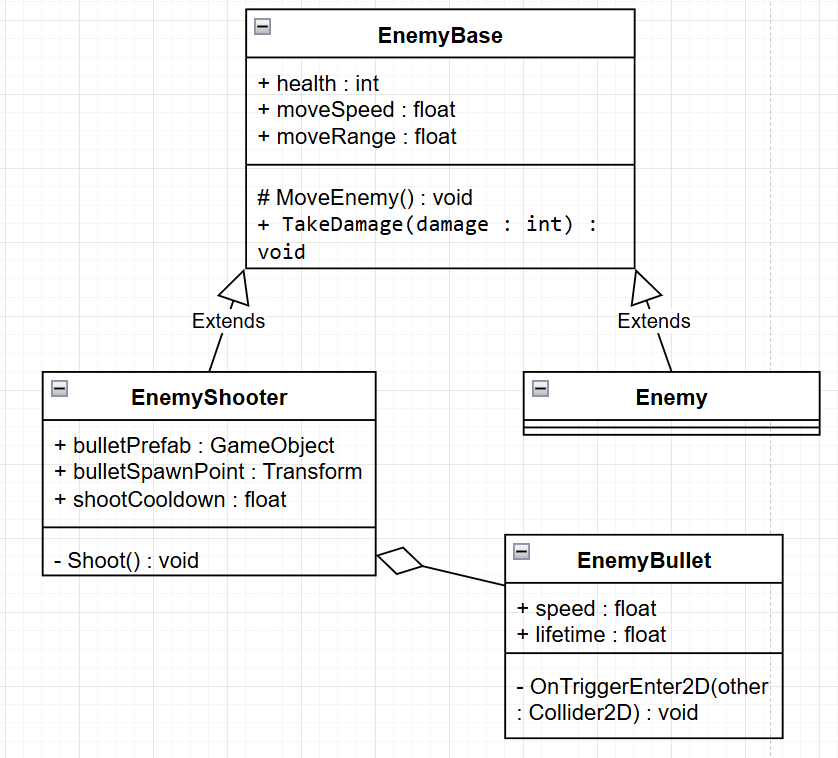 EnemyBase
+ health : int
+ moveSpeed : float
+ moveRange : float
# MoveEnemy() : void
+ TakeDamage(damage : int) :
void
Extends
Extends
EnemyShooter
+ bulletPrefab : GameObject
+ bulletSpawnPoint : Transform
+ shootCooldown : float
- Shoot() : void
Enemy
EnemyBullet
+ speed : float
+ lifetime : float
- OnTriggerEnter2D(other
: Collider2D) : void